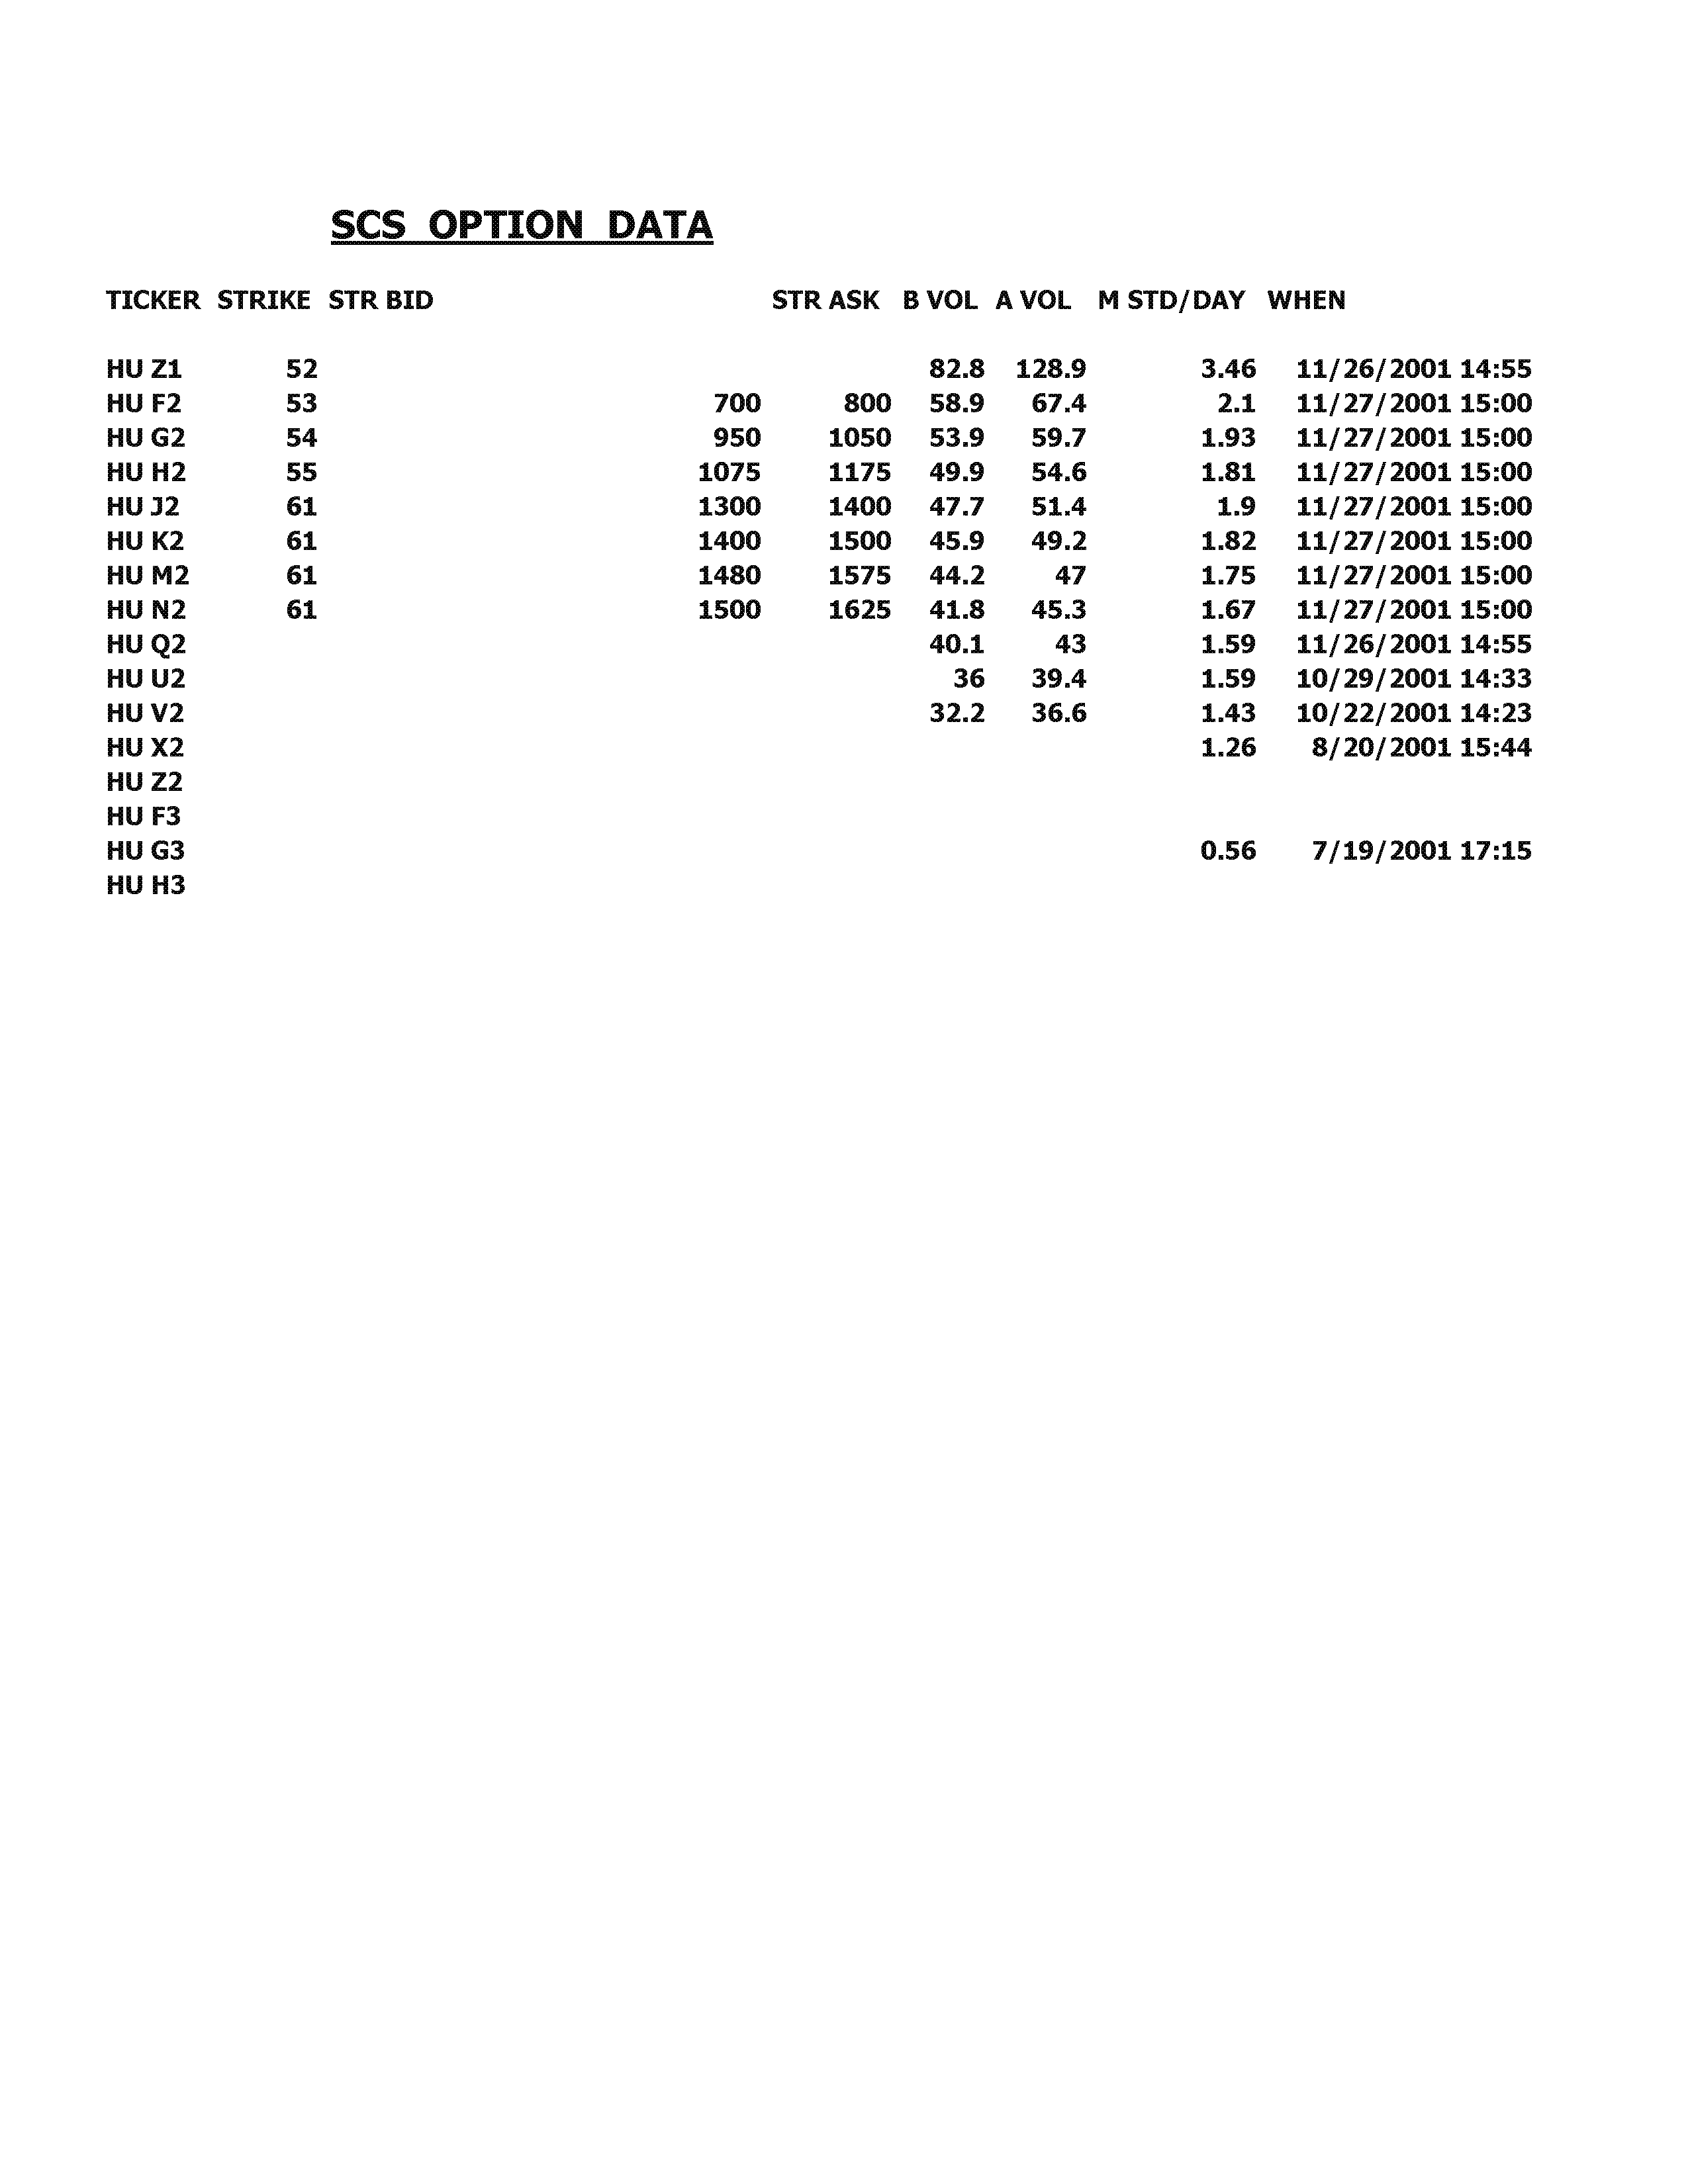 SCS OPTION DATA
TICKER STRIKE STR BID STR ASK B VOL A VOL M STD/DAY WHEN
HU Z1 52 82.8 128.9 3.46 11/26/2001 14:55
HU F2 53 700 800 58.9 67.4 2.1 11/27/2001 15:00
HU G2 54 950 1050 53.9 59.7 1.93 11/27/2001 15:00
HU H2 55 1075 1175 49.9 54.6 1.81 11/27/2001 15:00
HU J2 61 1300 1400 47.7 51.4 1.9 11/27/2001 15:00
HU K2 61 1400 1500 45.9 49.2 1.82 11/27/2001 15:00
HU M2 61 1480 1575 44.2 47 1.75 11/27/2001 15:00
HU N2 61 1500 1625 41.8 45.3 1.67 11/27/2001 15:00
HU Q2 40.1 43 1.59 11/26/2001 14:55
HU U2 36 39.4 1.59 10/29/2001 14:33
HU V2 32.2 36.6 1.43 10/22/2001 14:23
HU X2 1.26 8/20/2001 15:44
HU Z2
HU F3
HU G3 0.56 7/19/2001 17:15
HU H3